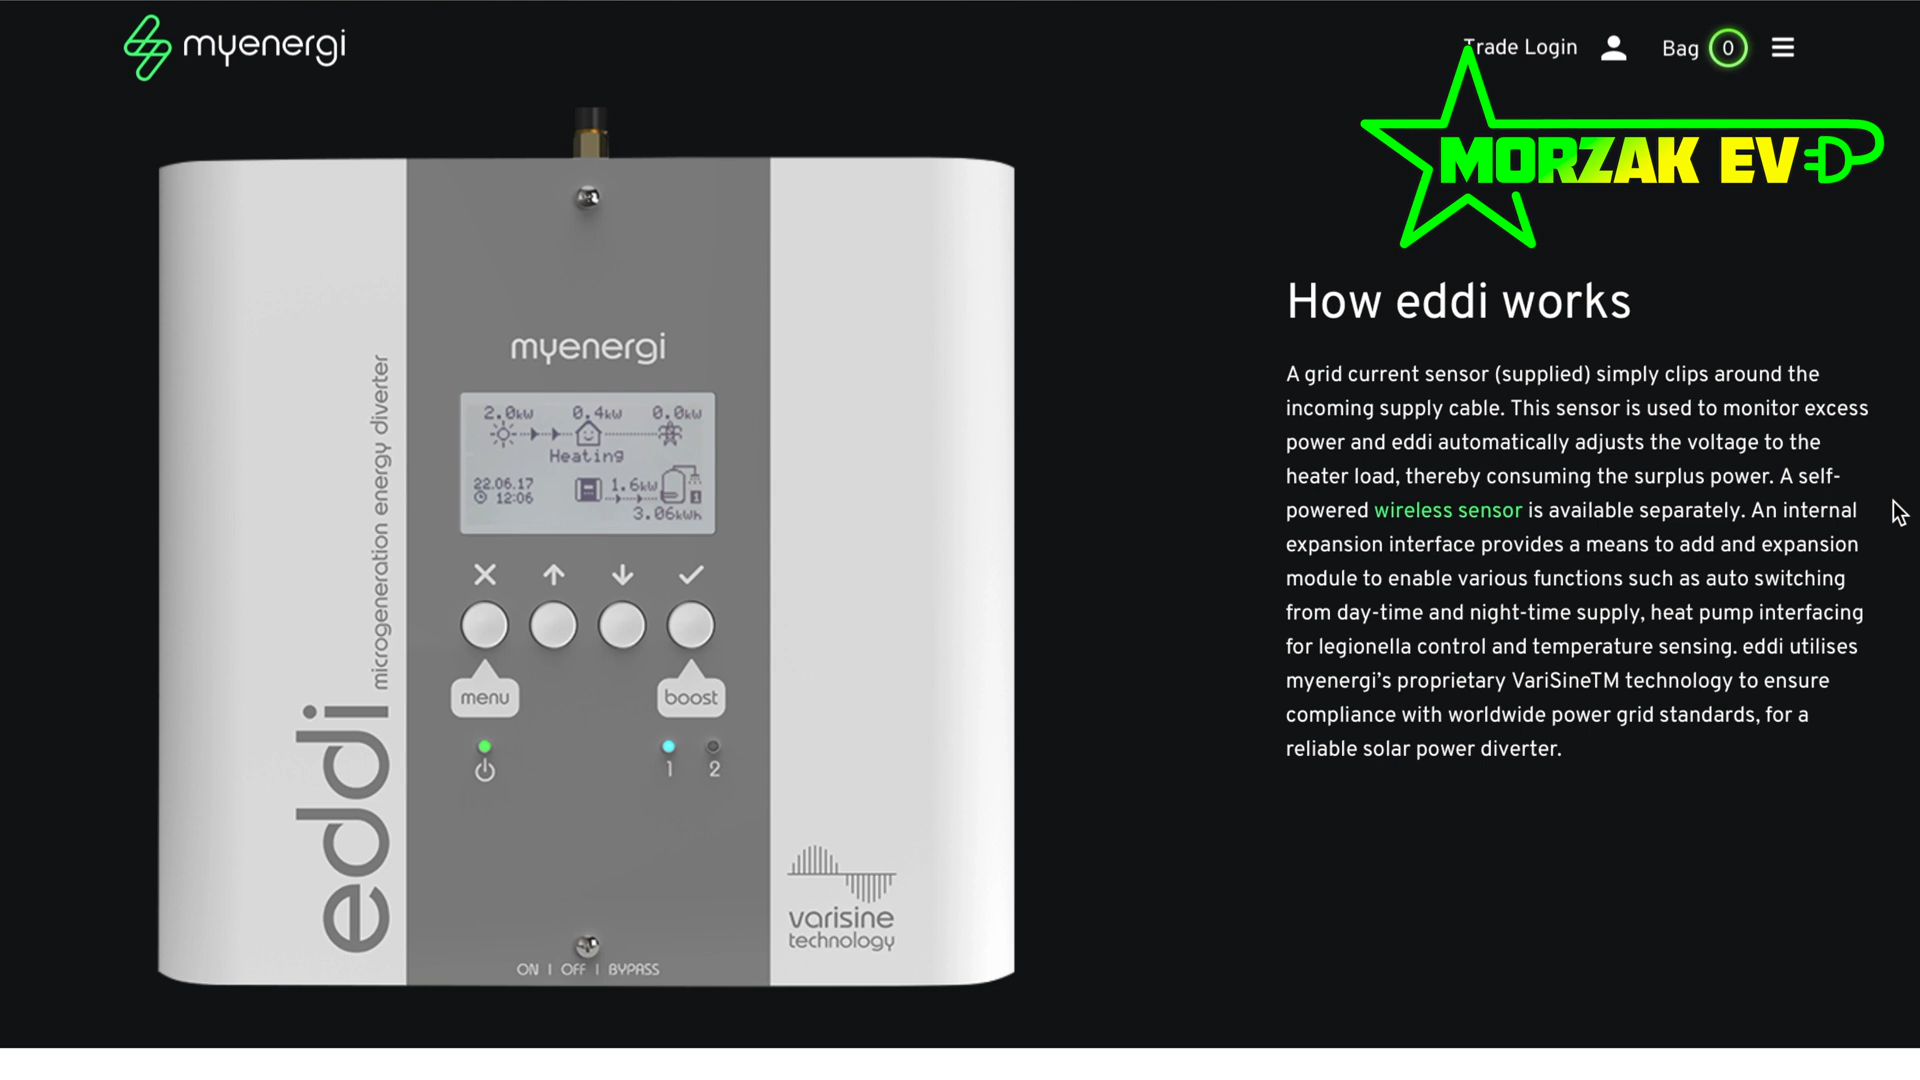 myenergi
Trade Login
Bag 0
MORZAK EV
myenergi
2.0kW 0.4kW 0.0kW
Heating
22.06.17 1.6kW
12:06 1
3.06kWh
menu boost
1 2
eddi
microgeneration energy diverter
varisine
technology
ON | OFF | BYPASS
How eddi works
A grid current sensor (supplied) simply clips around the
incoming supply cable. This sensor is used to monitor excess
power and eddi automatically adjusts the voltage to the
heater load, thereby consuming the surplus power. A self-
powered wireless sensor is available separately. An internal
expansion interface provides a means to add and expansion
module to enable various functions such as auto switching
from day-time and night-time supply, heat pump interfacing
for legionella control and temperature sensing. eddi utilises
myenergi’s proprietary VariSineTM technology to ensure
compliance with worldwide power grid standards, for a
reliable solar power diverter.